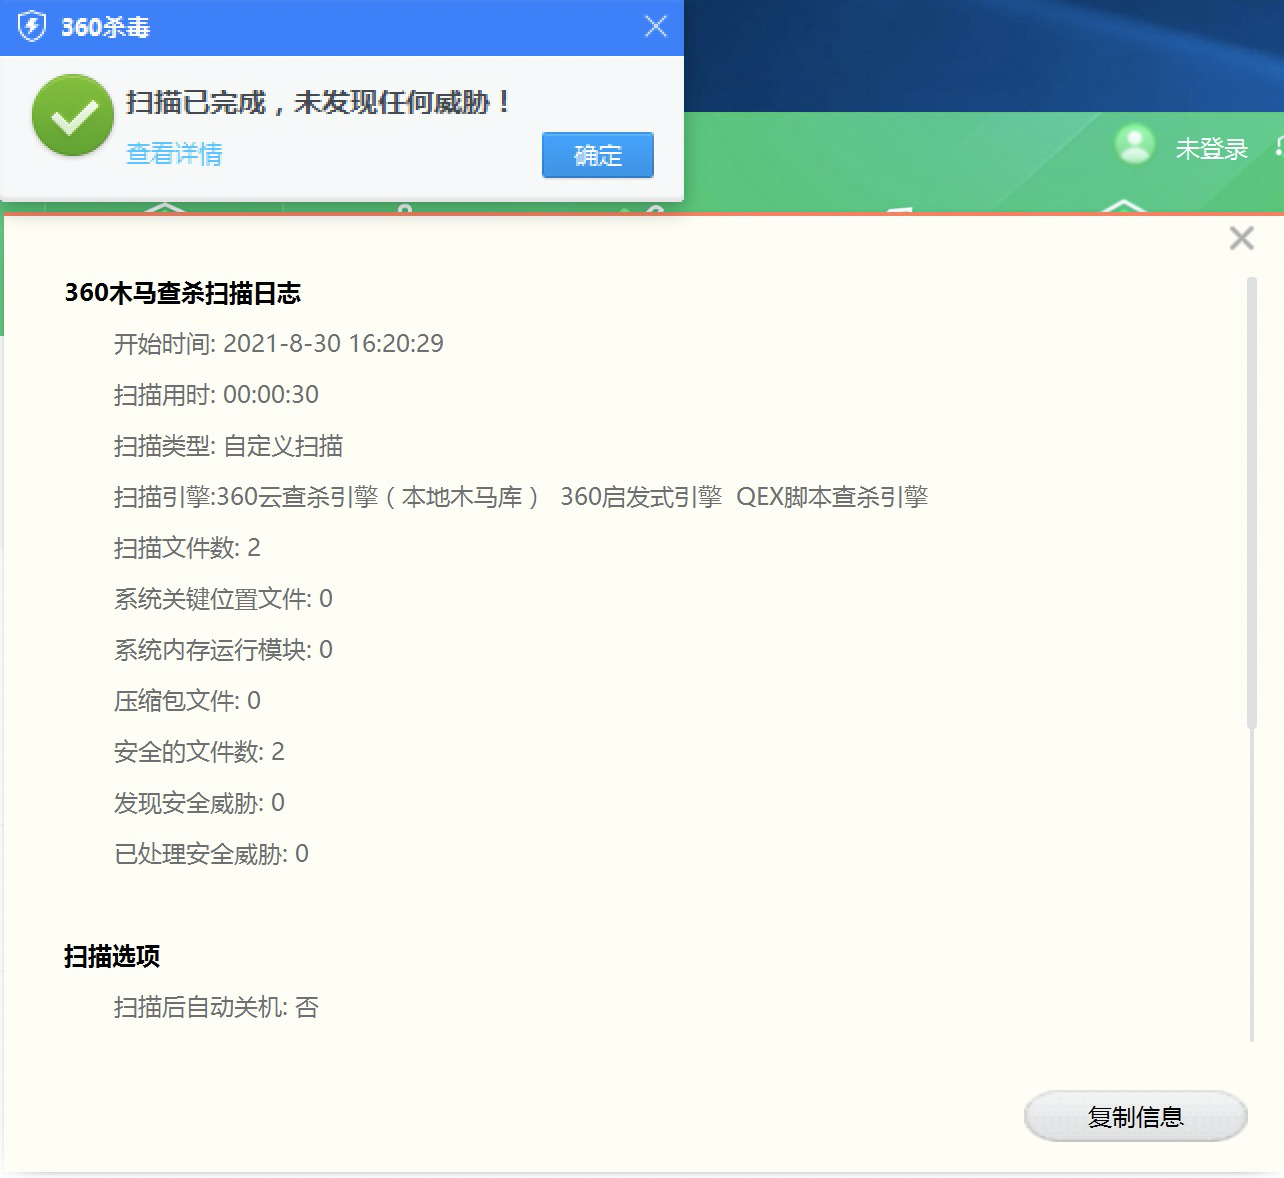 360杀毒
扫描已完成，未发现任何威胁！
查看详情
确定
未登录
360木马查杀扫描日志
开始时间: 2021-8-30 16:20:29
扫描用时: 00:00:30
扫描类型: 自定义扫描
扫描引擎:360云查杀引擎（本地木马库） 360启发式引擎 QEX脚本查杀引擎
扫描文件数: 2
系统关键位置文件: 0
系统内存运行模块: 0
压缩包文件: 0
安全的文件数: 2
发现安全威胁: 0
已处理安全威胁: 0
扫描选项
扫描后自动关机: 否
复制信息